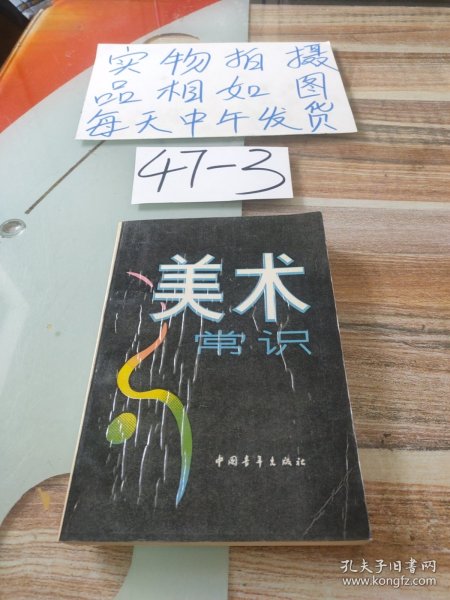 实物拍摄
品相如图
每天中午发货
47-3
美术
常识
中国青年出版社
孔夫子旧书网
www.kongfz.com